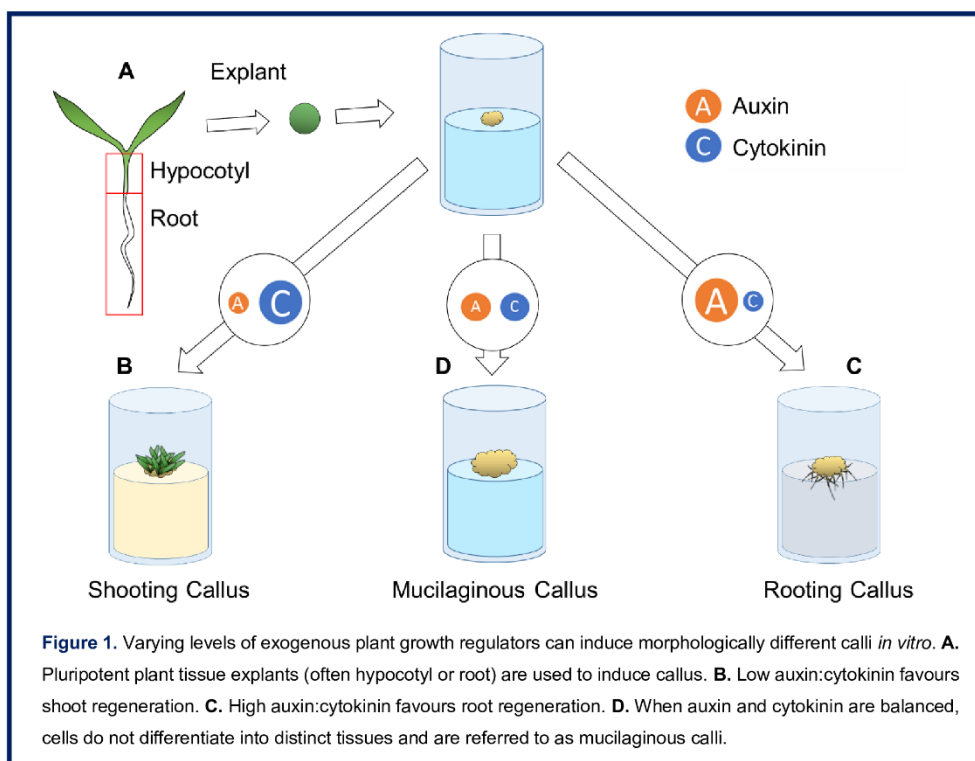 A
Explant
Hypocotyl
Root
A Auxin
C Cytokinin
A C
A C
A C
B
D
C
Shooting Callus
Mucilaginous Callus
Rooting Callus
Figure 1. Varying levels of exogenous plant growth regulators can induce morphologically different calli in vitro. A.
Pluripotent plant tissue explants (often hypocotyl or root) are used to induce callus. B. Low auxin:cytokinin favours
shoot regeneration. C. High auxin:cytokinin favours root regeneration. D. When auxin and cytokinin are balanced,
cells do not differentiate into distinct tissues and are referred to as mucilaginous calli.